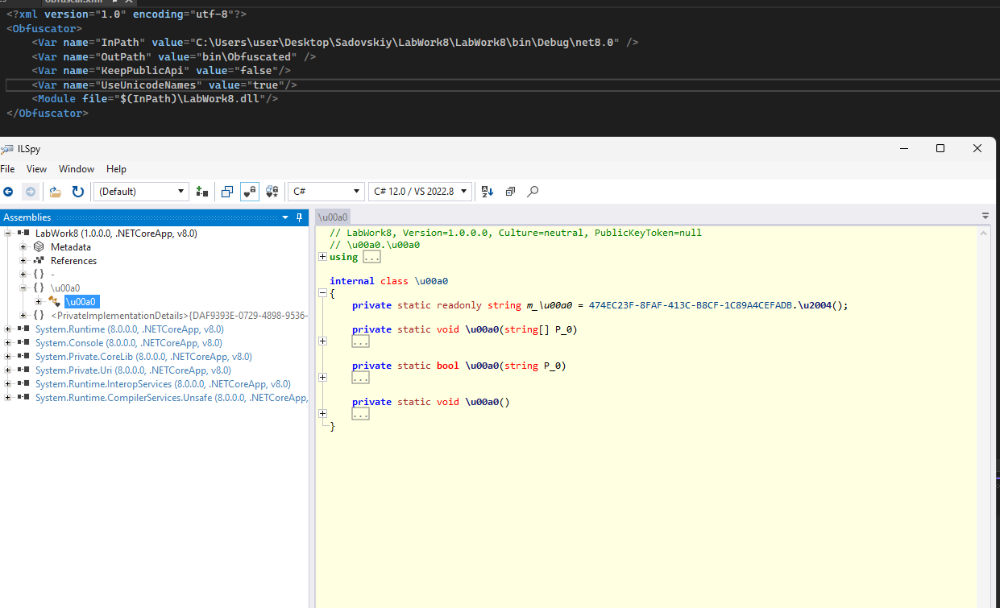 obfuscar.xml
<?xml version="1.0" encoding="utf-8"?>
<Obfuscator>
<Var name="InPath" value="C:\Users\user\Desktop\Sadovskiy\LabWork8\LabWork8\bin\Debug\net8.0" />
<Var name="OutPath" value="bin\Obfuscated" />
<Var name="KeepPublicApi" value="false"/>
<Var name="UseUnicodeNames" value="true"/>
<Module file="$(InPath)\LabWork8.dll"/>
</Obfuscator>
ILSpy
File View Window Help
(Default) C# C# 12.0 / VS 2022.8
Assemblies
LabWork8 (1.0.0.0, .NETCoreApp, v8.0)
Metadata
References
{ } -
{ } \u00a0
\u00a0
{ } <PrivateImplementationDetails>{DAF9393E-0729-4898-9536-
System.Runtime (8.0.0.0, .NETCoreApp, v8.0)
System.Console (8.0.0.0, .NETCoreApp, v8.0)
System.Private.CoreLib (8.0.0.0, .NETCoreApp, v8.0)
System.Private.Uri (8.0.0.0, .NETCoreApp, v8.0)
System.Runtime.InteropServices (8.0.0.0, .NETCoreApp, v8.0)
System.Runtime.CompilerServices.Unsafe (8.0.0.0, .NETCoreApp,
\u00a0
// LabWork8, Version=1.0.0.0, Culture=neutral, PublicKeyToken=null
// \u00a0.\u00a0
using ...
internal class \u00a0
{
private static readonly string m_\u00a0 = 474EC23F-8FAF-413C-B8CF-1C89A4CEFADB.\u2004();
private static void \u00a0(string[] P_0)
...
private static bool \u00a0(string P_0)
...
private static void \u00a0()
...
}